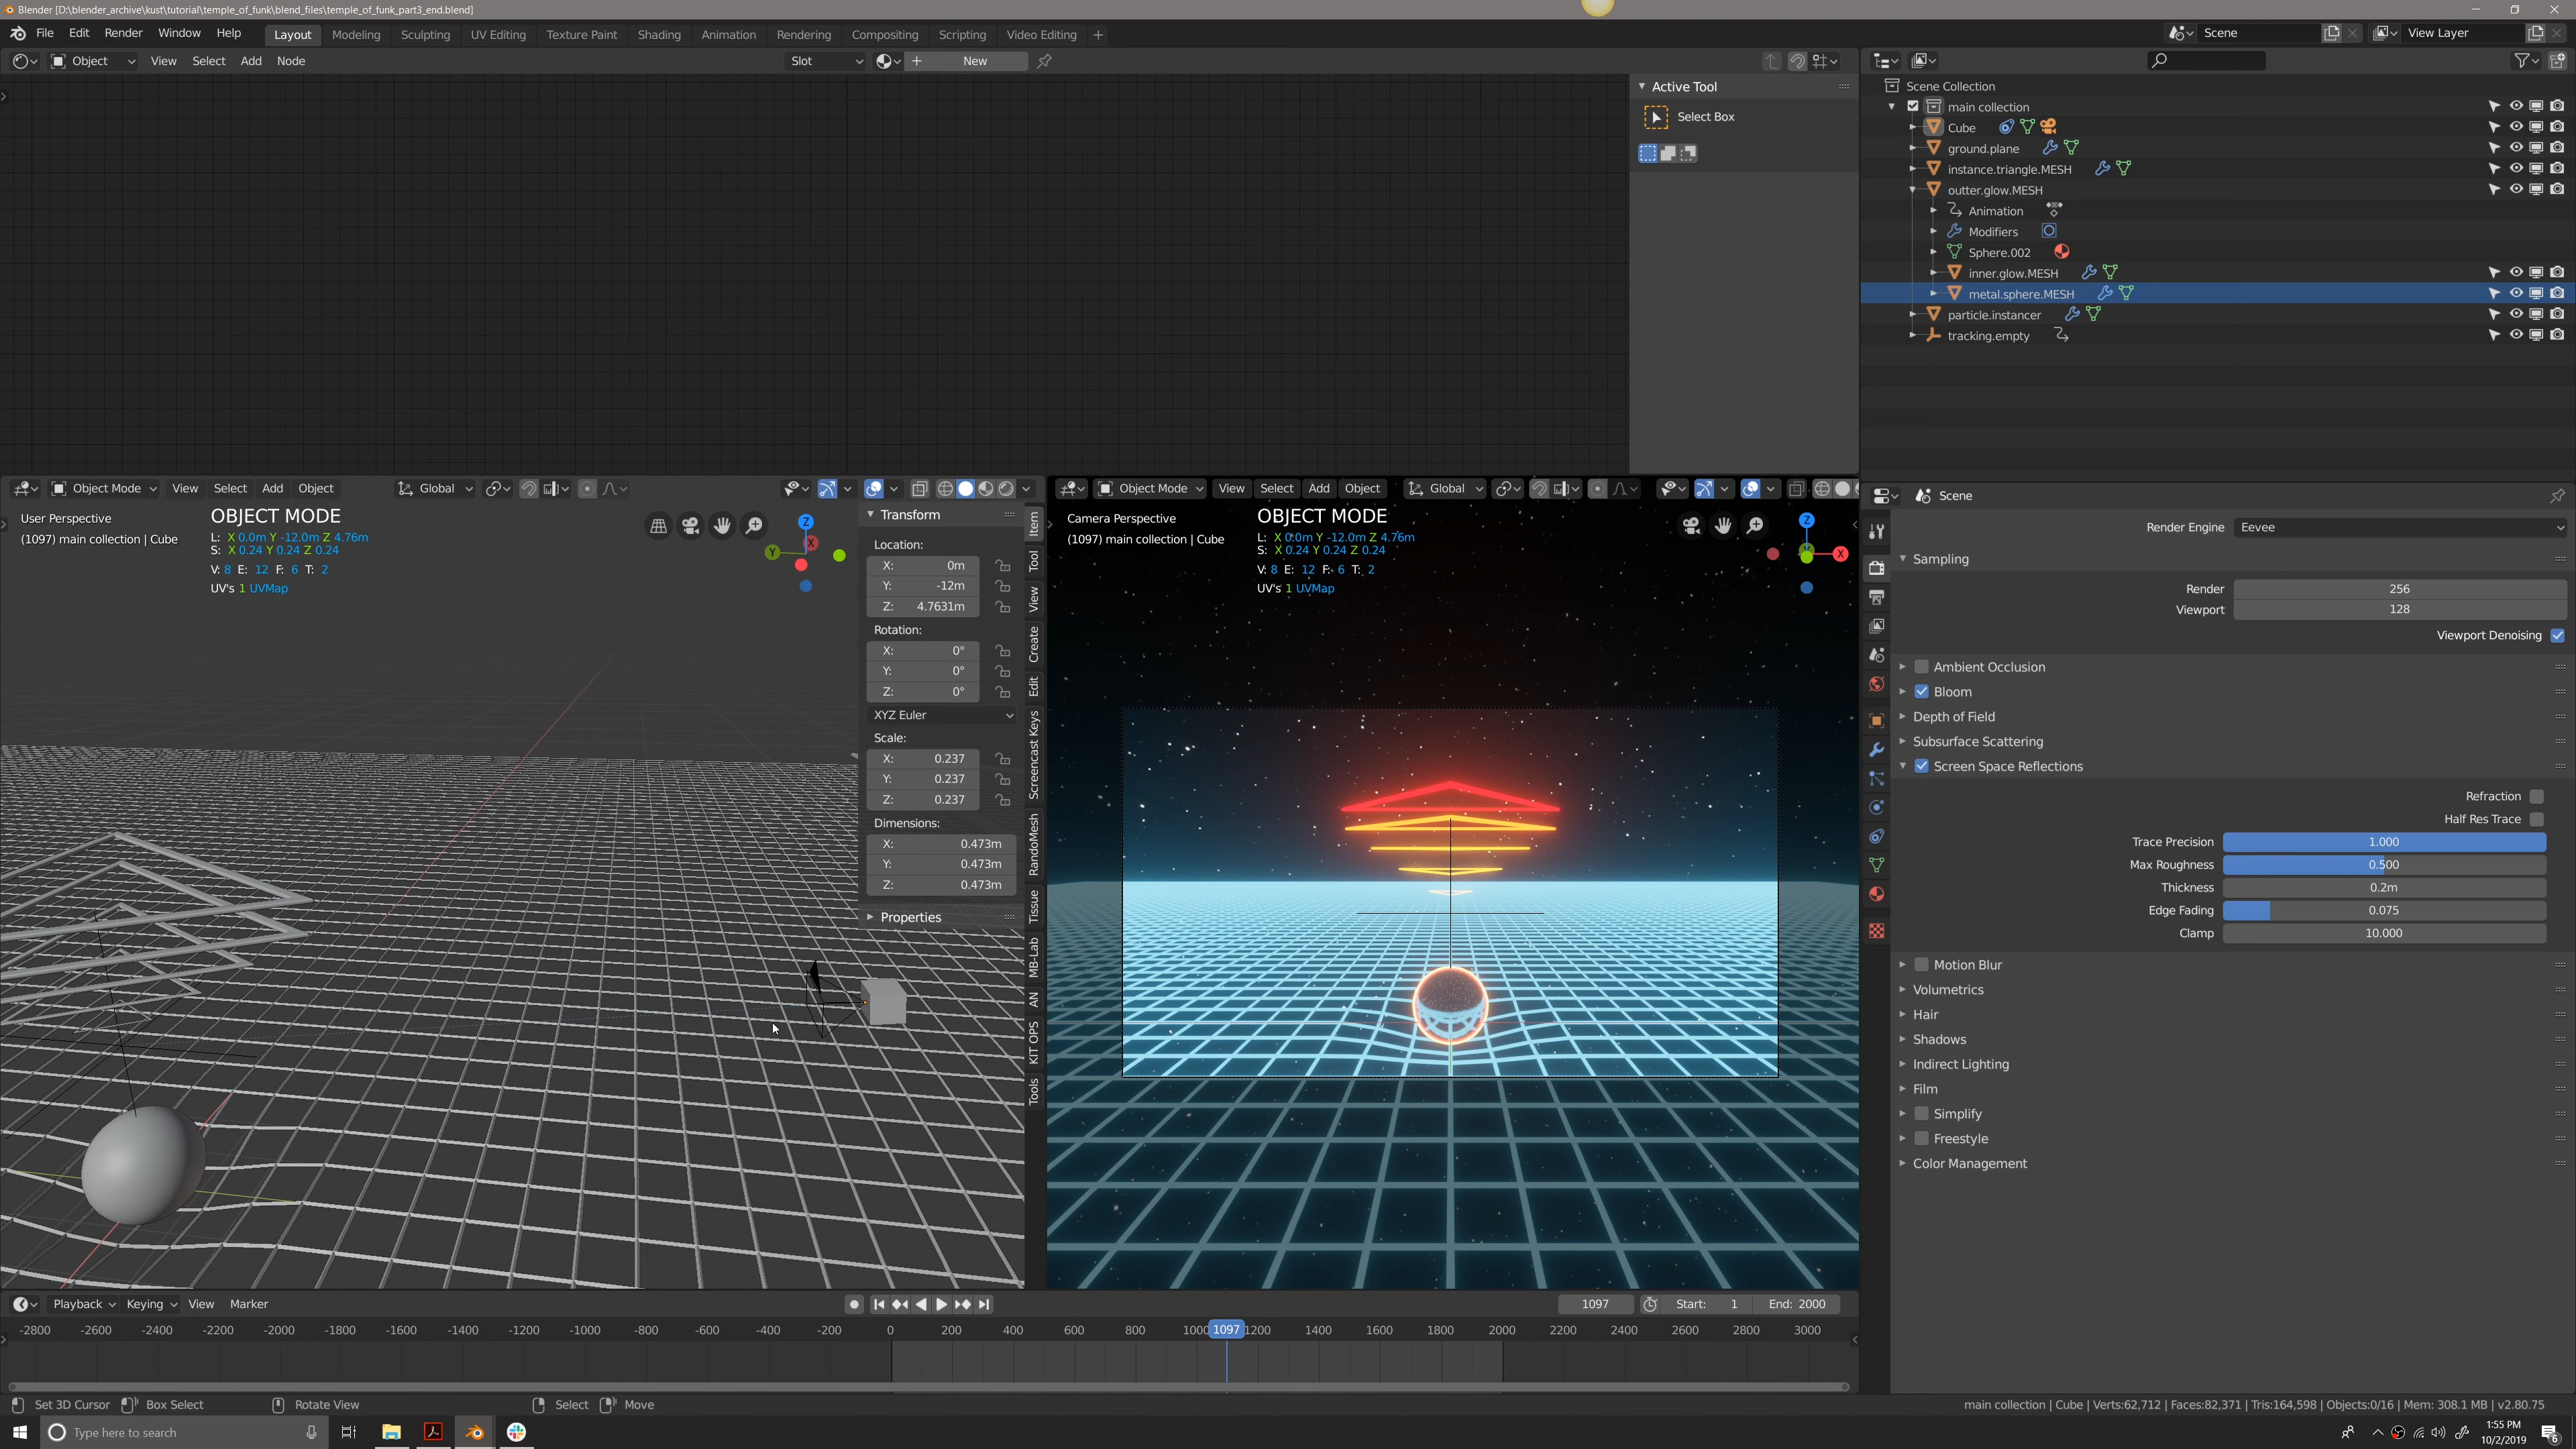 Blender [D:\blender_archive\kust\tutorial\temple_of_funk\blend_files\temple_of_funk_part3_end.blend]
File Edit Render Window Help Layout Modeling Sculpting UV Editing Texture Paint Shading Animation Rendering Compositing Scripting Video Editing + Scene View Layer
Object View Select Add Node Slot New
Active Tool
Select Box
Scene Collection
main collection
Cube
ground.plane
instance.triangle.MESH
outter.glow.MESH
Animation
Modifiers
Sphere.002
inner.glow.MESH
metal.sphere.MESH
particle.instancer
tracking.empty
Object Mode View Select Add Object Global
User Perspective
(1097) main collection | Cube
OBJECT MODE
L: X 0.0m Y -12.0m Z 4.76m
S: X 0.24 Y 0.24 Z 0.24
V: 8 E: 12 F: 6 T: 2
UV's 1 UVMap
Z
X
Y
Transform
Location:
X: 0m
Y: -12m
Z: 4.7631m
Rotation:
X: 0°
Y: 0°
Z: 0°
XYZ Euler
Scale:
X: 0.237
Y: 0.237
Z: 0.237
Dimensions:
X: 0.473m
Y: 0.473m
Z: 0.473m
Properties
Item
Tool
View
Create
Edit
Screencast Keys
RandoMesh
Tissue
MB-Lab
AN
KIT OPS
Tools
Object Mode View Select Add Object Global
Camera Perspective
(1097) main collection | Cube
OBJECT MODE
L: X 0.0m Y -12.0m Z 4.76m
S: X 0.24 Y 0.24 Z 0.24
V: 8 E: 12 F: 6 T: 2
UV's 1 UVMap
Z
X
Scene
Render Engine Eevee
Sampling
Render 256
Viewport 128
Viewport Denoising
Ambient Occlusion
Bloom
Depth of Field
Subsurface Scattering
Screen Space Reflections
Refraction
Half Res Trace
Trace Precision 1.000
Max Roughness 0.500
Thickness 0.2m
Edge Fading 0.075
Clamp 10.000
Motion Blur
Volumetrics
Hair
Shadows
Indirect Lighting
Film
Simplify
Freestyle
Color Management
Playback Keying View Marker 1097 Start: 1 End: 2000
-2800 -2600 -2400 -2200 -2000 -1800 -1600 -1400 -1200 -1000 -800 -600 -400 -200 0 200 400 600 800 1000 1097 1200 1400 1600 1800 2000 2200 2400 2600 2800 3000
Set 3D Cursor Box Select Rotate View Select Move main collection | Cube | Verts:62,712 | Faces:82,371 | Tris:164,598 | Objects:0/16 | Mem: 308.1 MB | v2.80.75
Type here to search
1:55 PM
10/2/2019
6